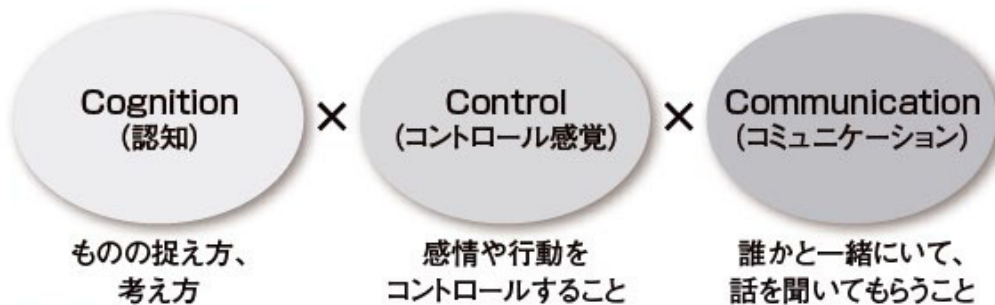 Cognition
(認知)
×
Control
(コントロール感覚)
×
Communication
(コミュニケーション)
ものの捉え方、
考え方
感情や行動を
コントロールすること
誰かと一緒にいて、
話を聞いてもらうこと